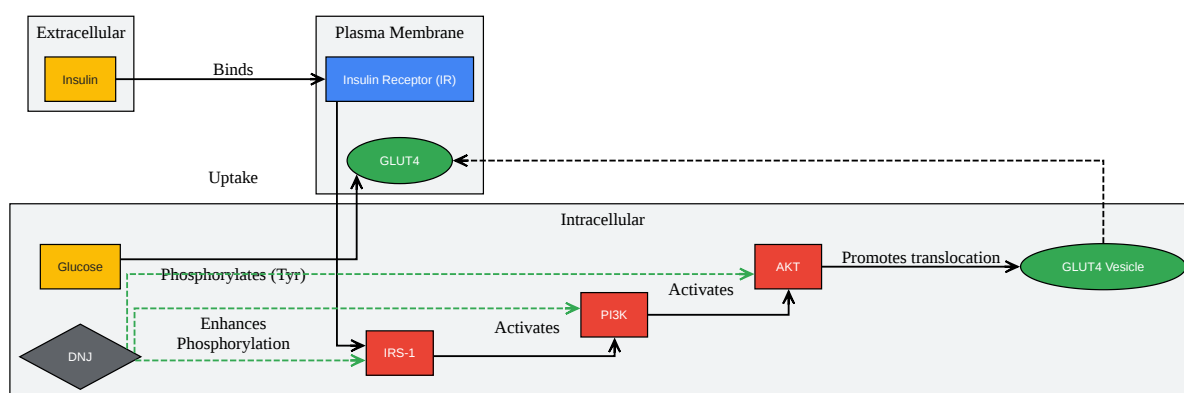 Extracellular
Plasma Membrane
Insulin
Binds
Insulin Receptor (IR)
GLUT4
Uptake
Intracellular
Glucose
Phosphorylates (Tyr)
AKT
Promotes translocation
GLUT4 Vesicle
Activates
PI3K
Enhances
Phosphorylation
Activates
DNJ
IRS-1